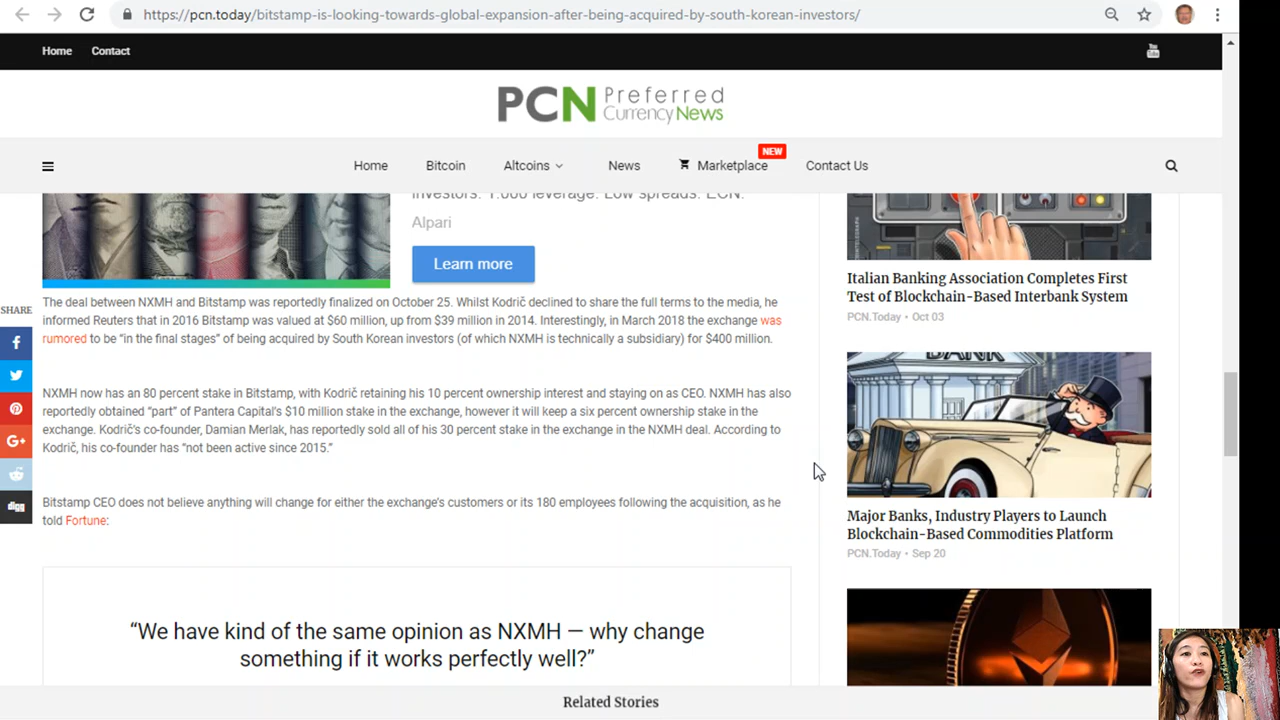 https://pcn.today/bitstamp-is-looking-towards-global-expansion-after-being-acquired-by-south-korean-investors/
Home Contact
You Tube
PCN Preferred
Currency News
NEW
Home Bitcoin Altcoins News Marketplace Contact Us
investors. 1:000 leverage. Low spreads. ECN.
Alpari
Learn more
The deal between NXMH and Bitstamp was reportedly finalized on October 25. Whilst Kodrič declined to share the full terms to the media, he
informed Reuters that in 2016 Bitstamp was valued at $60 million, up from $39 million in 2014. Interestingly, in March 2018 the exchange was
rumored to be “in the final stages” of being acquired by South Korean investors (of which NXMH is technically a subsidiary) for $400 million.
NXMH now has an 80 percent stake in Bitstamp, with Kodrič retaining his 10 percent ownership interest and staying on as CEO. NXMH has also
reportedly obtained “part” of Pantera Capital’s $10 million stake in the exchange, however it will keep a six percent ownership stake in the
exchange. Kodrič’s co-founder, Damian Merlak, has reportedly sold all of his 30 percent stake in the exchange in the NXMH deal. According to
Kodrič, his co-founder has “not been active since 2015.”
Bitstamp CEO does not believe anything will change for either the exchange’s customers or its 180 employees following the acquisition, as he
told Fortune:
“We have kind of the same opinion as NXMH — why change
something if it works perfectly well?”
SHARE
G+
digg
Italian Banking Association Completes First
Test of Blockchain-Based Interbank System
PCN.Today • Oct 03
BANK
Major Banks, Industry Players to Launch
Blockchain-Based Commodities Platform
PCN.Today • Sep 20
Related Stories